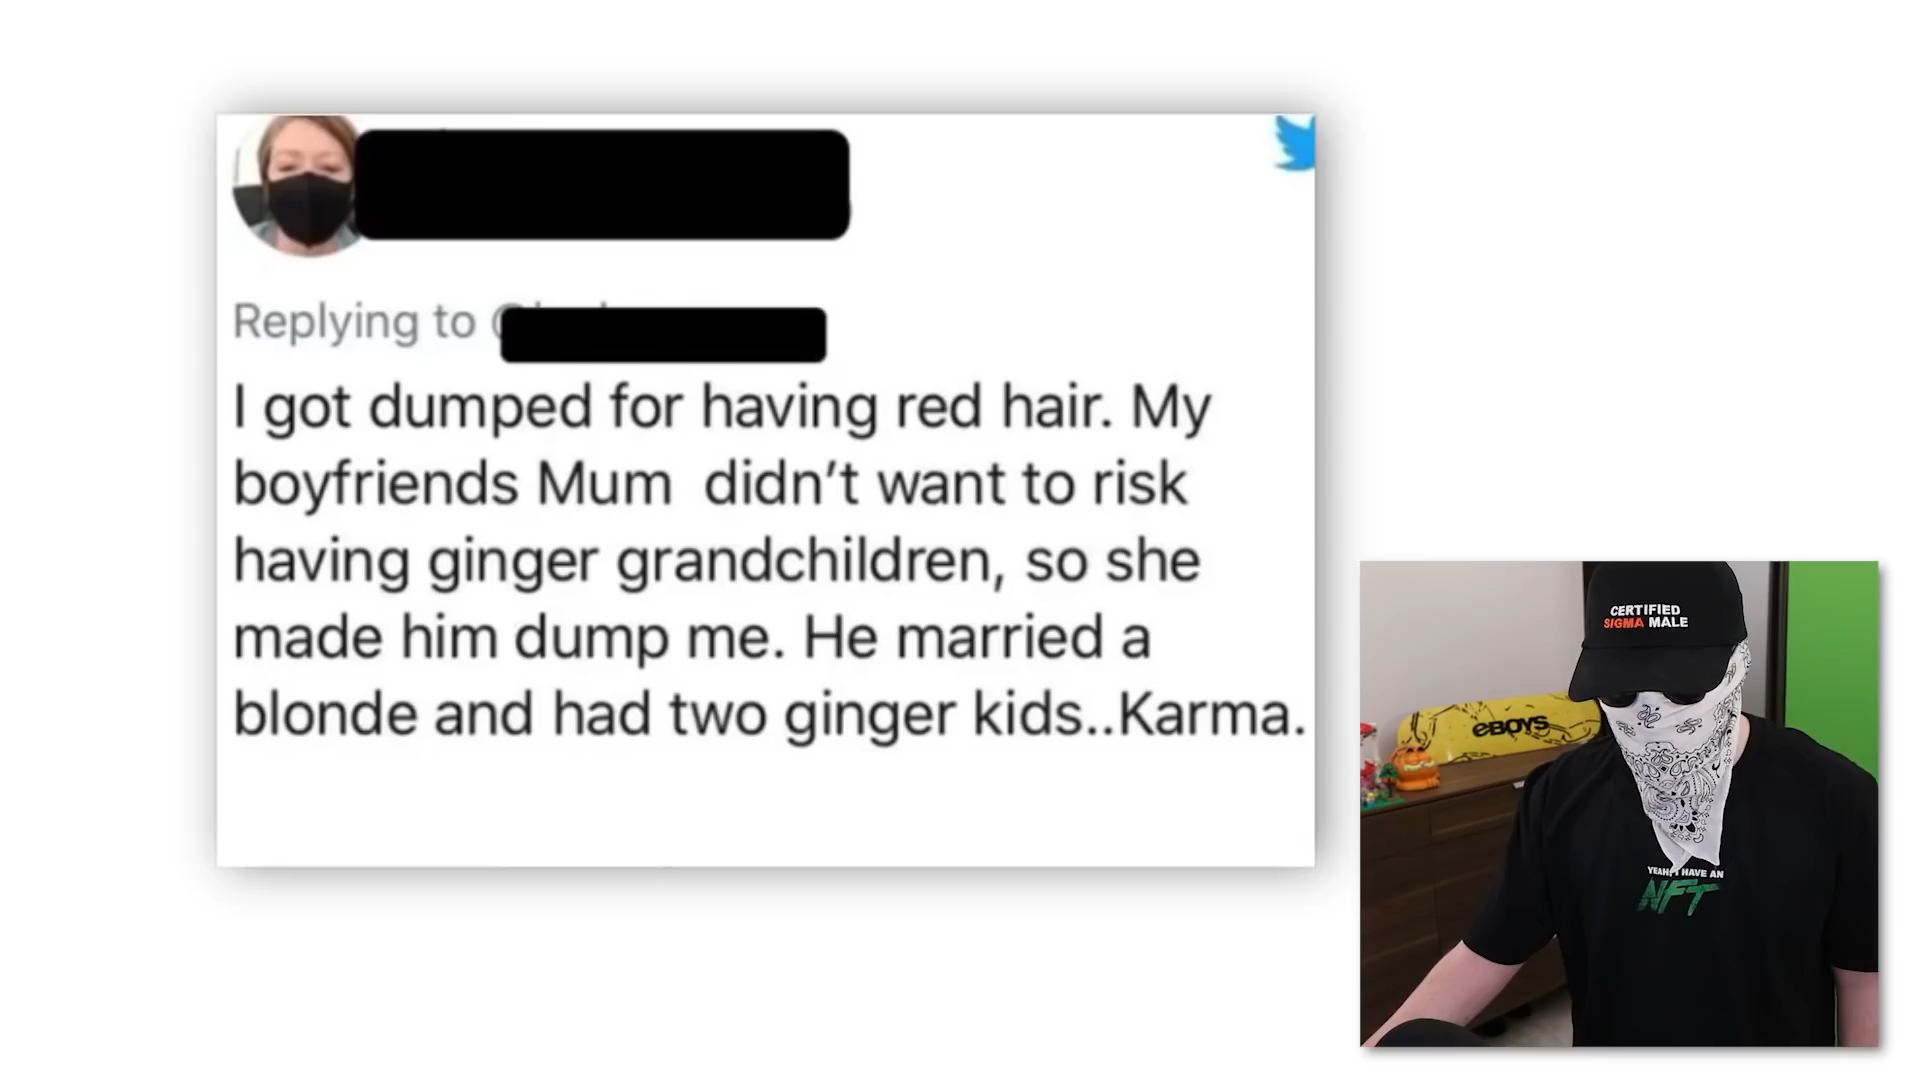 Replying to
I got dumped for having red hair. My
boyfriends Mum  didn't want to risk
having ginger grandchildren, so she
made him dump me. He married a
blonde and had two ginger kids..Karma.
CERTIFIED
SIGMA MALE
eBOYS
YEAH, I HAVE AN
NFT